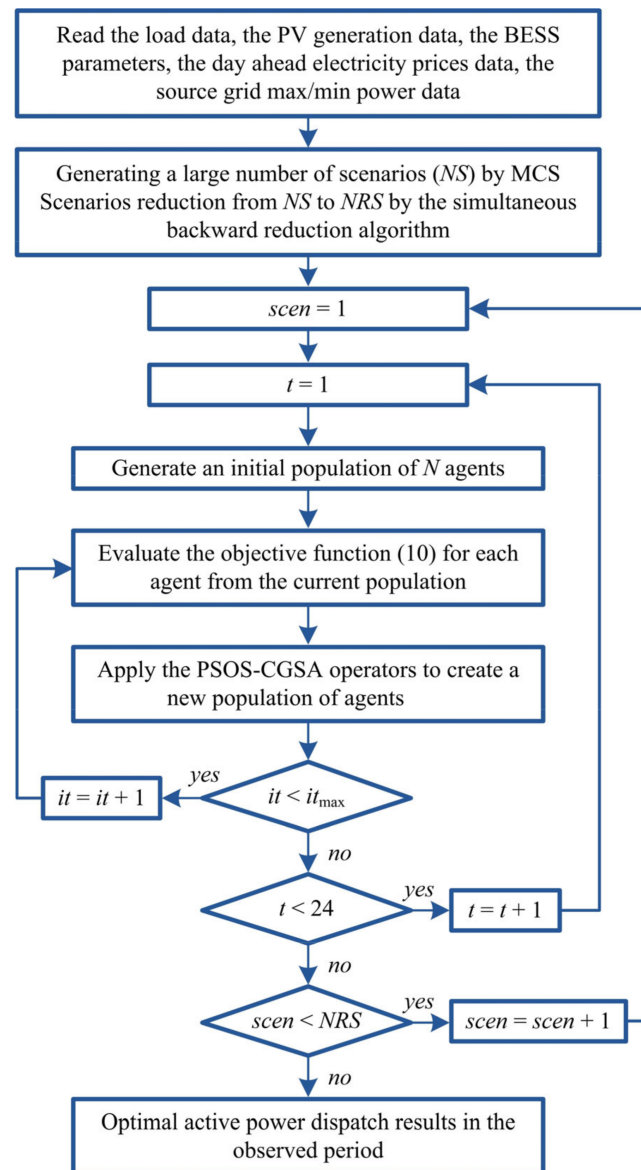 Read the load data, the PV generation data, the BESS
parameters, the day ahead electricity prices data, the
source grid max/min power data
Generating a large number of scenarios (NS) by MCS
Scenarios reduction from NS to NRS by the simultaneous
backward reduction algorithm
scen = 1
t = 1
Generate an initial population of N agents
Evaluate the objective function (10) for each
agent from the current population
Apply the PSOS-CGSA operators to create a
new population of agents
it = it + 1
yes
it < itmax
no
t < 24
yes
t = t + 1
no
scen < NRS
yes
scen = scen + 1
no
Optimal active power dispatch results in the
observed period